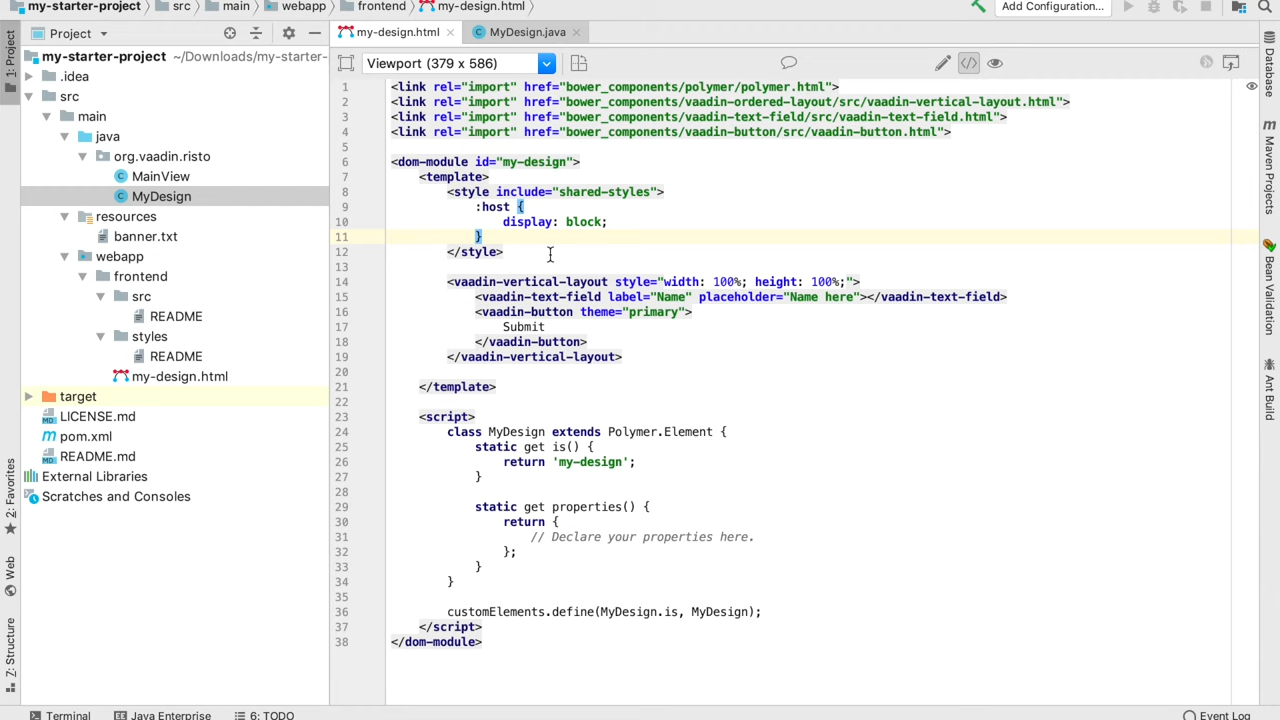 my-starter-project src main webapp frontend my-design.html Add Configuration...
Project my-design.html MyDesign.java
Viewport (379 x 586)
1: Project
my-starter-project ~/Downloads/my-starter-
.idea
src
main
java
org.vaadin.risto
MainView
MyDesign
resources
banner.txt
webapp
frontend
src
README
styles
README
my-design.html
target
LICENSE.md
pom.xml
README.md
External Libraries
Scratches and Consoles
2: Favorites
Web
Z: Structure
1 <link rel="import" href="bower_components/polymer/polymer.html">
2 <link rel="import" href="bower_components/vaadin-ordered-layout/src/vaadin-vertical-layout.html">
3 <link rel="import" href="bower_components/vaadin-text-field/src/vaadin-text-field.html">
4 <link rel="import" href="bower_components/vaadin-button/src/vaadin-button.html">
5
6 <dom-module id="my-design">
7 <template>
8 <style include="shared-styles">
9 :host {
10 display: block;
11 }
12 </style>
13
14 <vaadin-vertical-layout style="width: 100%; height: 100%;">
15 <vaadin-text-field label="Name" placeholder="Name here"></vaadin-text-field>
16 <vaadin-button theme="primary">
17 Submit
18 </vaadin-button>
19 </vaadin-vertical-layout>
20
21 </template>
22
23 <script>
24 class MyDesign extends Polymer.Element {
25 static get is() {
26 return 'my-design';
27 }
28
29 static get properties() {
30 return {
31 // Declare your properties here.
32 };
33 }
34 }
35
36 customElements.define(MyDesign.is, MyDesign);
37 </script>
38 </dom-module>
Database
Maven Projects
Bean Validation
Ant Build
Terminal Java Enterprise 6: TODO Event Log